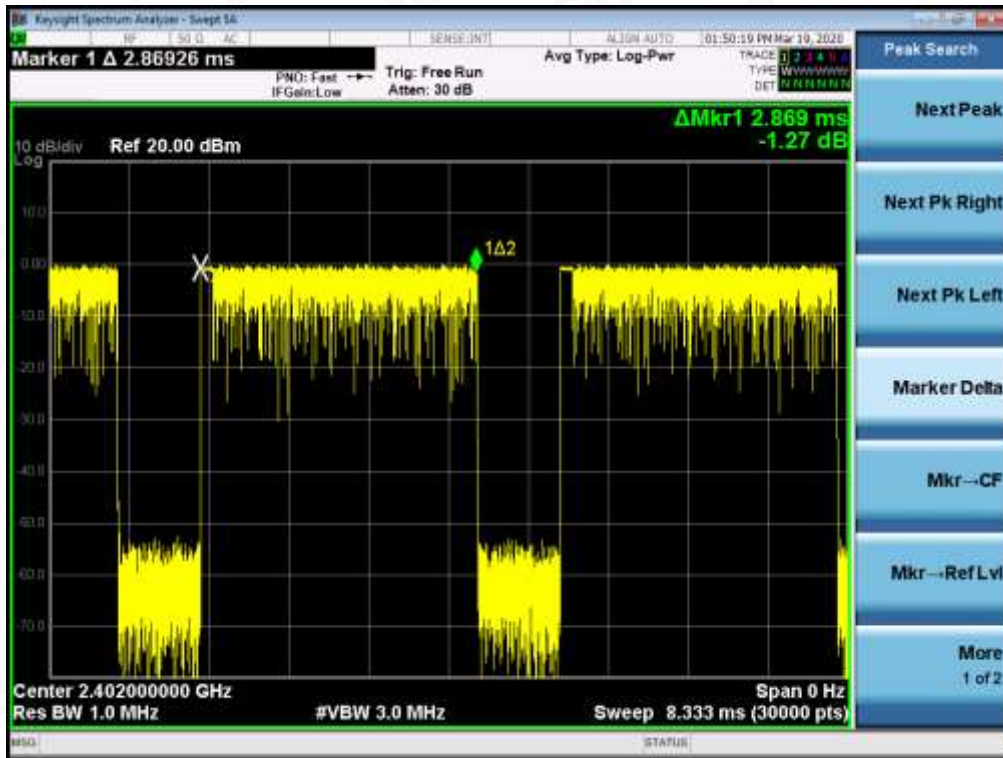 Keysight Spectrum Analyzer - Swept SA
RF 50 Ω AC SENSE:INT ALIGN AUTO 01:50:19 PM Mar 19, 2020
Marker 1 Δ 2.86926 ms
PNO: Fast
IFGain:Low
Trig: Free Run
Atten: 30 dB
Avg Type: Log-Pwr
TRACE 1 2 3 4 5 6
TYPE W W W W W W
DET N N N N N N
ΔMkr1 2.869 ms
-1.27 dB
10 dB/div Ref 20.00 dBm
Log
10.0
0.00
-10.0
-20.0
-30.0
-40.0
-50.0
-60.0
-70.0
1Δ2
Center 2.402000000 GHz Span 0 Hz
Res BW 1.0 MHz #VBW 3.0 MHz Sweep 8.333 ms (30000 pts)
MSG STATUS
Peak Search
Next Peak
Next Pk Right
Next Pk Left
Marker Delta
Mkr→CF
Mkr→Ref Lvl
More
1 of 2